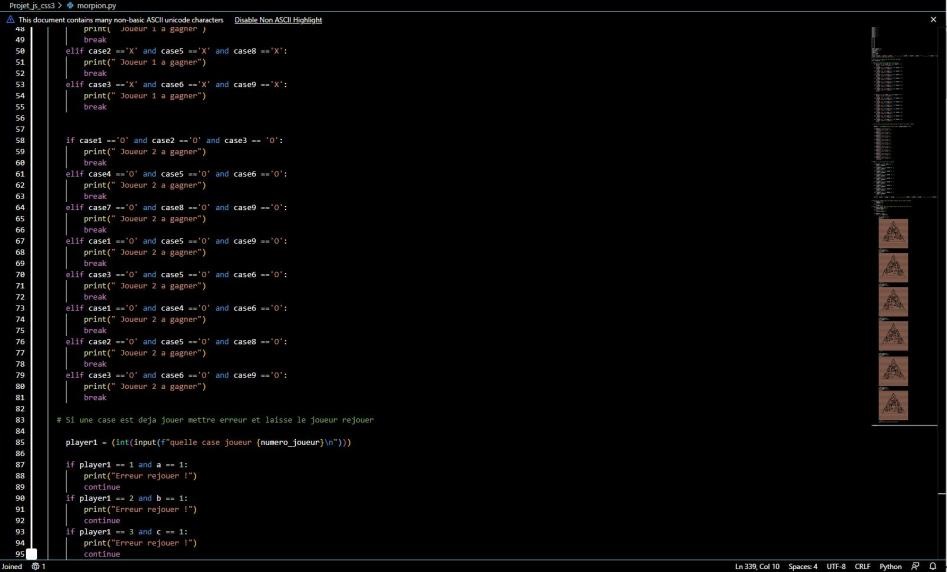 Projet_js_css3 > morpion.py
This document contains many non-basic ASCII unicode characters Disable Non ASCII Highlight
48 print(" Joueur 1 a gagner")
49 break
50 elif case2 =='X' and case5 =='X' and case8 =='X':
51 print(" Joueur 1 a gagner")
52 break
53 elif case3 =='X' and case6 =='X' and case9 =='X':
54 print(" Joueur 1 a gagner")
55 break
56
57
58 if case1 =='O' and case2 =='O' and case3 == 'O':
59 print(" Joueur 2 a gagner")
60 break
61 elif case4 =='O' and case5 =='O' and case6 =='O':
62 print(" Joueur 2 a gagner")
63 break
64 elif case7 =='O' and case8 =='O' and case9 =='O':
65 print(" Joueur 2 a gagner")
66 break
67 elif case1 =='O' and case5 =='O' and case9 =='O':
68 print(" Joueur 2 a gagner")
69 break
70 elif case3 =='O' and case5 =='O' and case6 =='O':
71 print(" Joueur 2 a gagner")
72 break
73 elif case1 =='O' and case4 =='O' and case6 =='O':
74 print(" Joueur 2 a gagner")
75 break
76 elif case2 =='O' and case5 =='O' and case8 =='O':
77 print(" Joueur 2 a gagner")
78 break
79 elif case3 =='O' and case6 =='O' and case9 =='O':
80 print(" Joueur 2 a gagner")
81 break
82
83 # Si une case est deja jouer mettre erreur et laisse le joueur rejouer
84
85 player1 = (int(input(f"quelle case joueur {numero_joueur}\n")))
86
87 if player1 == 1 and a == 1:
88 print("Erreur rejouer !")
89 continue
90 if player1 == 2 and b == 1:
91 print("Erreur rejouer !")
92 continue
93 if player1 == 3 and c == 1:
94 print("Erreur rejouer !")
95 continue
Joined 1 Ln 339, Col 10 Spaces: 4 UTF-8 CRLF Python